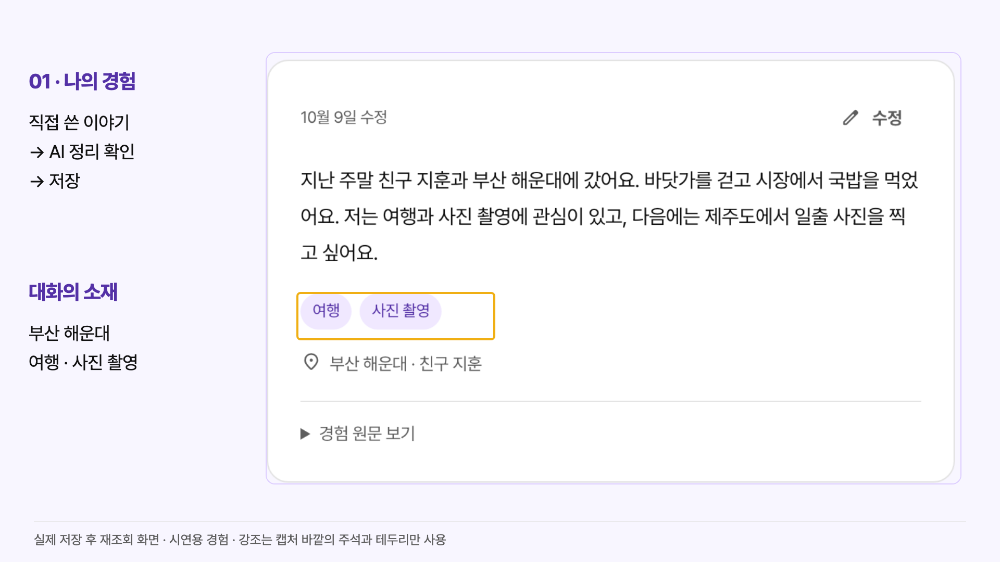 01 · 나의 경험
직접 쓴 이야기
→ AI 정리 확인
→ 저장
대화의 소재
부산 해운대
여행 · 사진 촬영
10월 9일 수정
수정
지난 주말 친구 지훈과 부산 해운대에 갔어요. 바닷가를 걷고 시장에서 국밥을 먹었
어요. 저는 여행과 사진 촬영에 관심이 있고, 다음에는 제주도에서 일출 사진을 찍
고 싶어요.
여행
사진 촬영
부산 해운대 · 친구 지훈
▶ 경험 원문 보기
실제 저장 후 재조회 화면 · 시연용 경험 · 강조는 캡처 바깥의 주석과 테두리만 사용